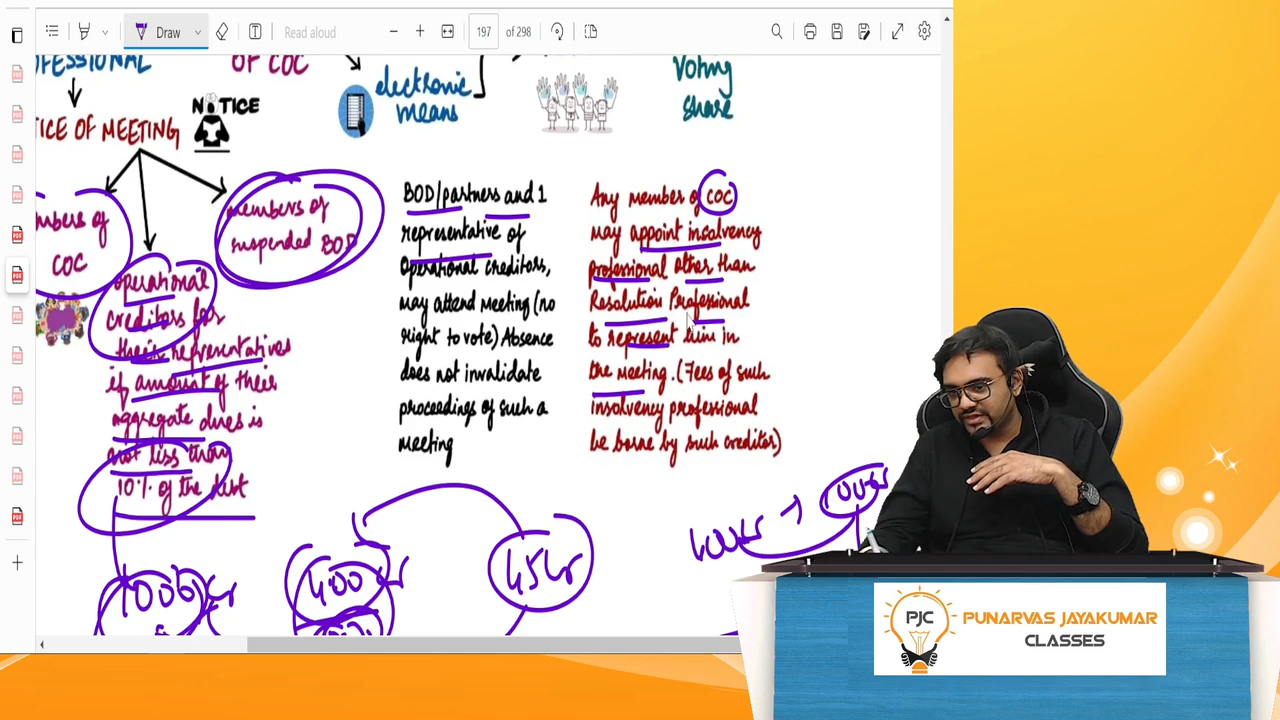 Draw
Read aloud
197
of 298
OFESSIONAL
OF COC
electronic
means
Voting
share
NOTICE
TICE OF MEETING
mbers of
COC
members of
suspended BOD
operational
creditors for
their representatives
if amount of their
aggregate dues is
not less than
10% of the debt
BOD/partners and 1
representative of
Operational creditors,
may attend Meeting (no
right to vote) Absence
does not invalidate
proceedings of such a
meeting
Any member of COC
may appoint insolvency
professional other than
Resolution Professional
to represent him in
the meeting. (Fees of such
insolvency professional
be borne by such creditor)
400
PJC
PUNARVAS JAYAKUMAR
CLASSES